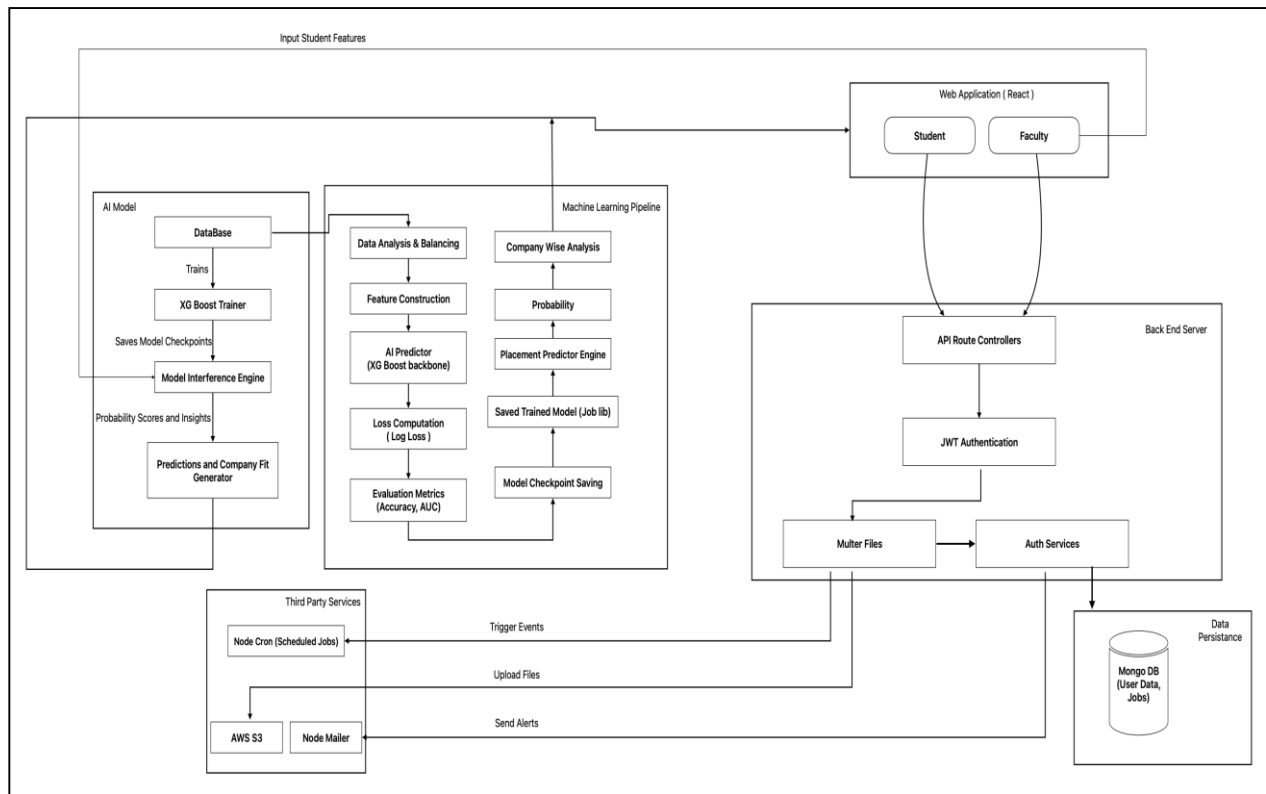 Input Student Features
Web Application ( React )
Student
Faculty
AI Model
DataBase
Trains
XG Boost Trainer
Saves Model Checkpoints
Model Interference Engine
Probability Scores and Insights
Predictions and Company Fit
Generator
Machine Learning Pipeline
Data Analysis & Balancing
Feature Construction
AI Predictor
(XG Boost backbone)
Loss Computation
( Log Loss )
Evaluation Metrics
(Accuracy, AUC)
Company Wise Analysis
Probability
Placement Predictor Engine
Saved Trained Model (Job lib)
Model Checkpoint Saving
Back End Server
API Route Controllers
JWT Authentication
Multer Files
Auth Services
Third Party Services
Node Cron (Scheduled Jobs)
AWS S3
Node Mailer
Trigger Events
Upload Files
Send Alerts
Data
Persistance
Mongo DB
(User Data,
Jobs)